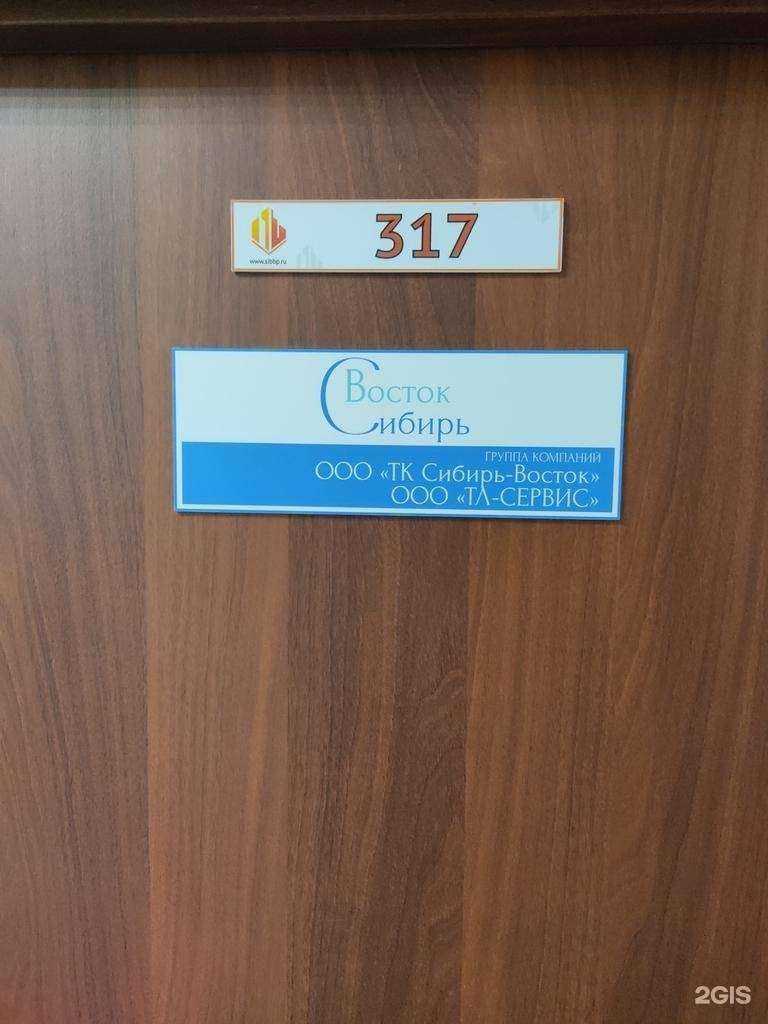 317
www.sibbp.ru
Восток
Сибирь
ГРУППА КОМПАНИЙ
ООО «ТК Сибирь-Восток»
ООО «ТЛ-СЕРВИС»
2GIS